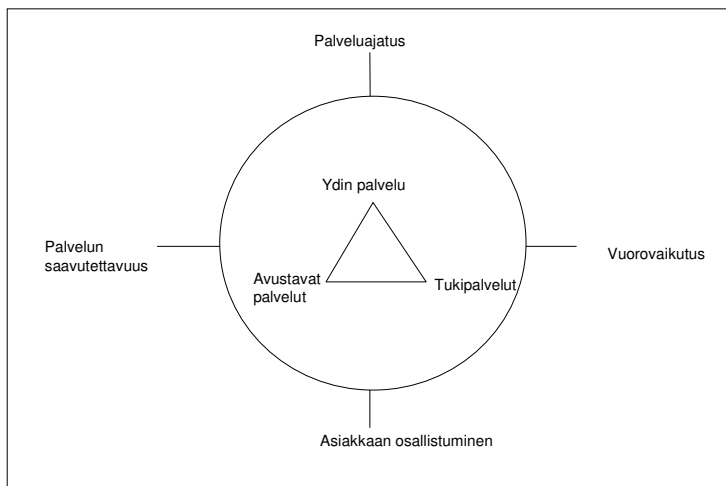 Palveluajatus
Ydin palvelu
Palvelun
saavutettavuus
Vuorovaikutus
Avustavat
palvelut
Tukipalvelut
Asiakkaan osallistuminen